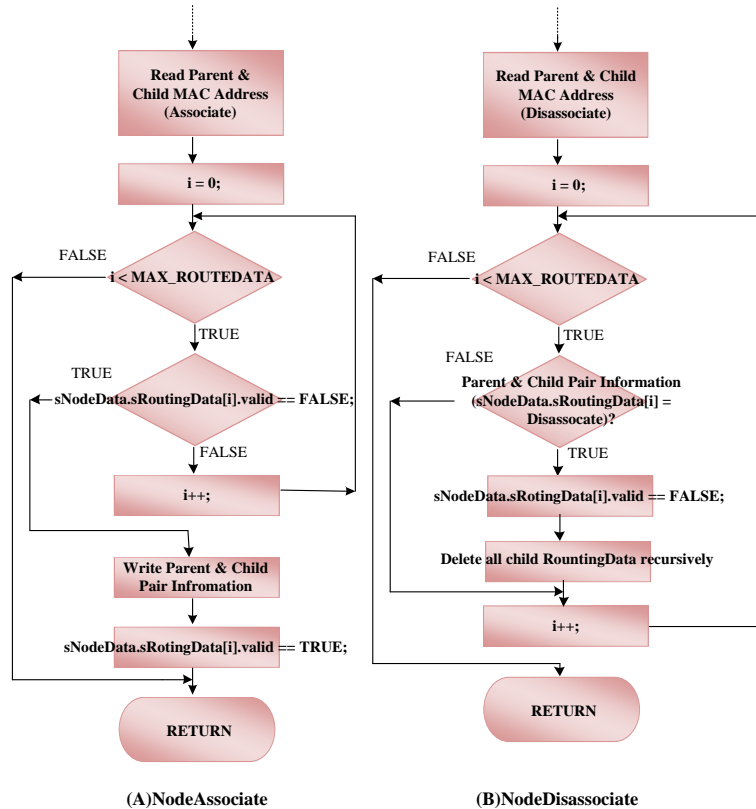 Read Parent &
Child MAC Address
(Associate)
i = 0;
FALSE
i < MAX_ROUTEDATA
TRUE
TRUE
sNodeData.sRoutingData[i].valid == FALSE;
FALSE
i++;
Write Parent & Child
Pair Infromation
sNodeData.sRotingData[i].valid == TRUE;
RETURN
(A)NodeAssociate
Read Parent & Child
MAC Address
(Disassociate)
i = 0;
FALSE
i < MAX_ROUTEDATA
TRUE
FALSE
Parent & Child Pair Information
(sNodeData.sRoutingData[i] =
Disassocate)?
TRUE
sNodeData.sRotingData[i].valid == FALSE;
Delete all child RountingData recursively
i++;
RETURN
(B)NodeDisassociate